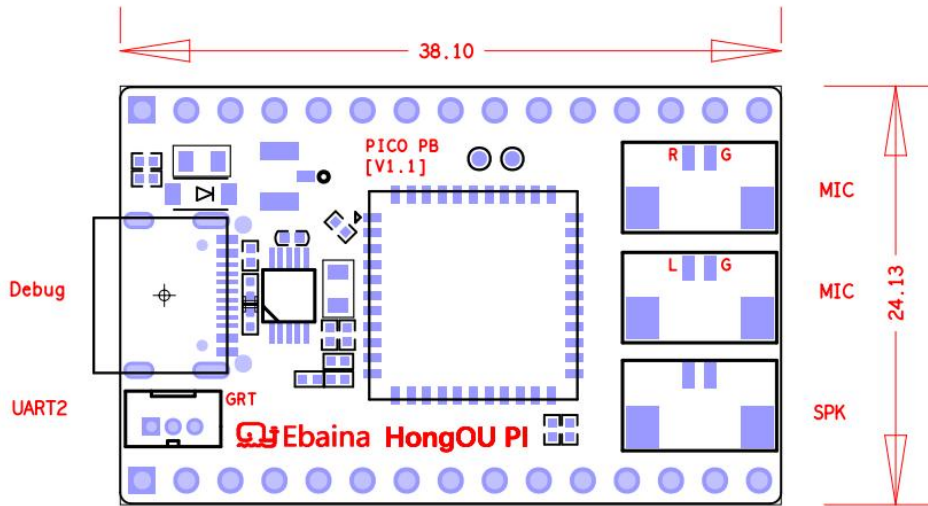 38.10
PICO PB
[V1.1]
R G
MIC
L G
MIC
24.13
Debug
UART2
GRT
SPK
Ebaina HongOU PI